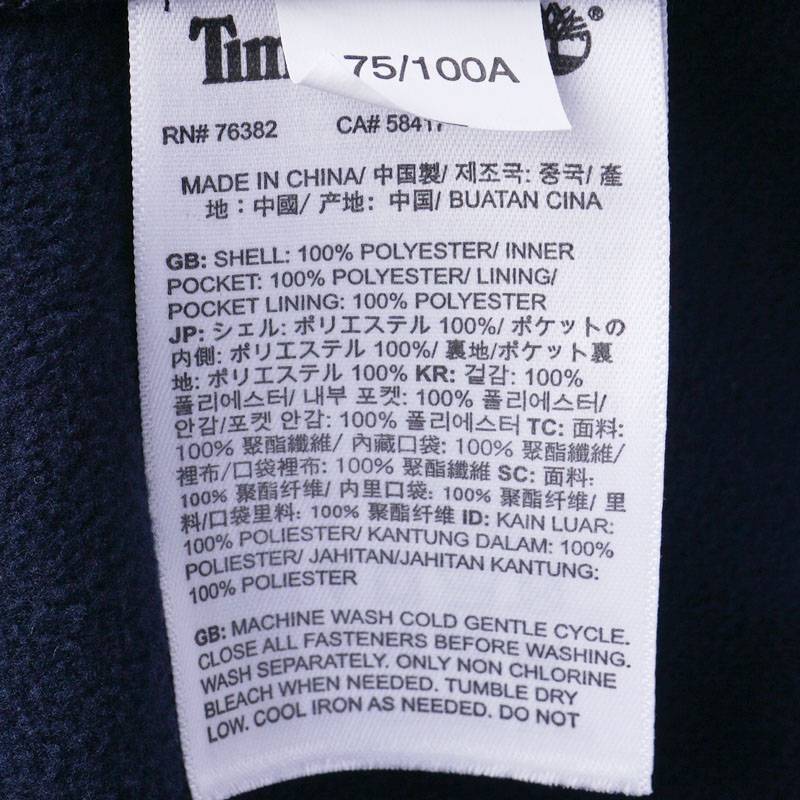 Tim
®
75/100A
RN# 76382 CA# 58417
MADE IN CHINA/ 中国製/ 제조국: 중국/ 產
地：中國/ 产地: 中国/ BUATAN CINA
GB: SHELL: 100% POLYESTER/ INNER
POCKET: 100% POLYESTER/ LINING/
POCKET LINING: 100% POLYESTER
JP: シェル: ポリエステル 100%/ ポケットの
内側: ポリエステル 100%/ 裏地/ポケット裏
地: ポリエステル 100% KR: 겉감: 100%
폴리에스터/ 내부 포켓: 100% 폴리에스터/
안감/포켓 안감: 100% 폴리에스터 TC: 面料:
100% 聚酯纖維/ 內藏口袋: 100% 聚酯纖維/
裡布/口袋裡布: 100% 聚酯纖維 SC: 面料:
100% 聚酯纤维/ 内里口袋: 100% 聚酯纤维/ 里
料/口袋里料: 100% 聚酯纤维 ID: KAIN LUAR:
100% POLIESTER/ KANTUNG DALAM: 100%
POLIESTER/ JAHITAN/JAHITAN KANTUNG:
100% POLIESTER
GB: MACHINE WASH COLD GENTLE CYCLE.
CLOSE ALL FASTENERS BEFORE WASHING.
WASH SEPARATELY. ONLY NON CHLORINE
BLEACH WHEN NEEDED. TUMBLE DRY
LOW. COOL IRON AS NEEDED. DO NOT